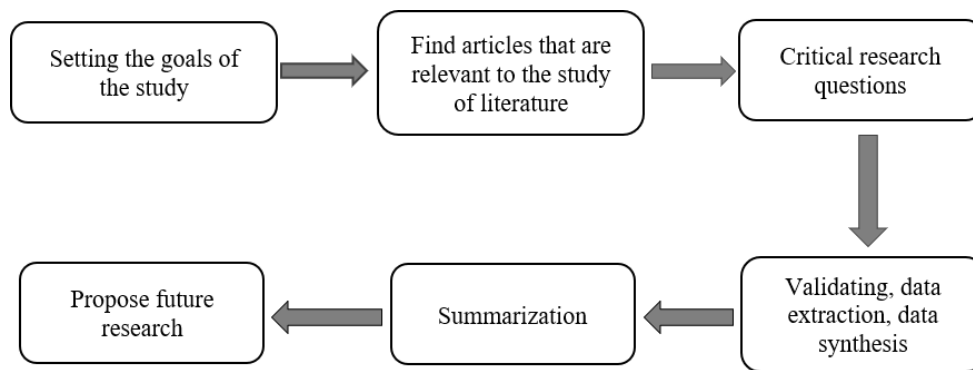 Setting the goals of
the study
Find articles that are
relevant to the study
of literature
Critical research
questions
Validating, data
extraction, data
synthesis
Summarization
Propose future
research